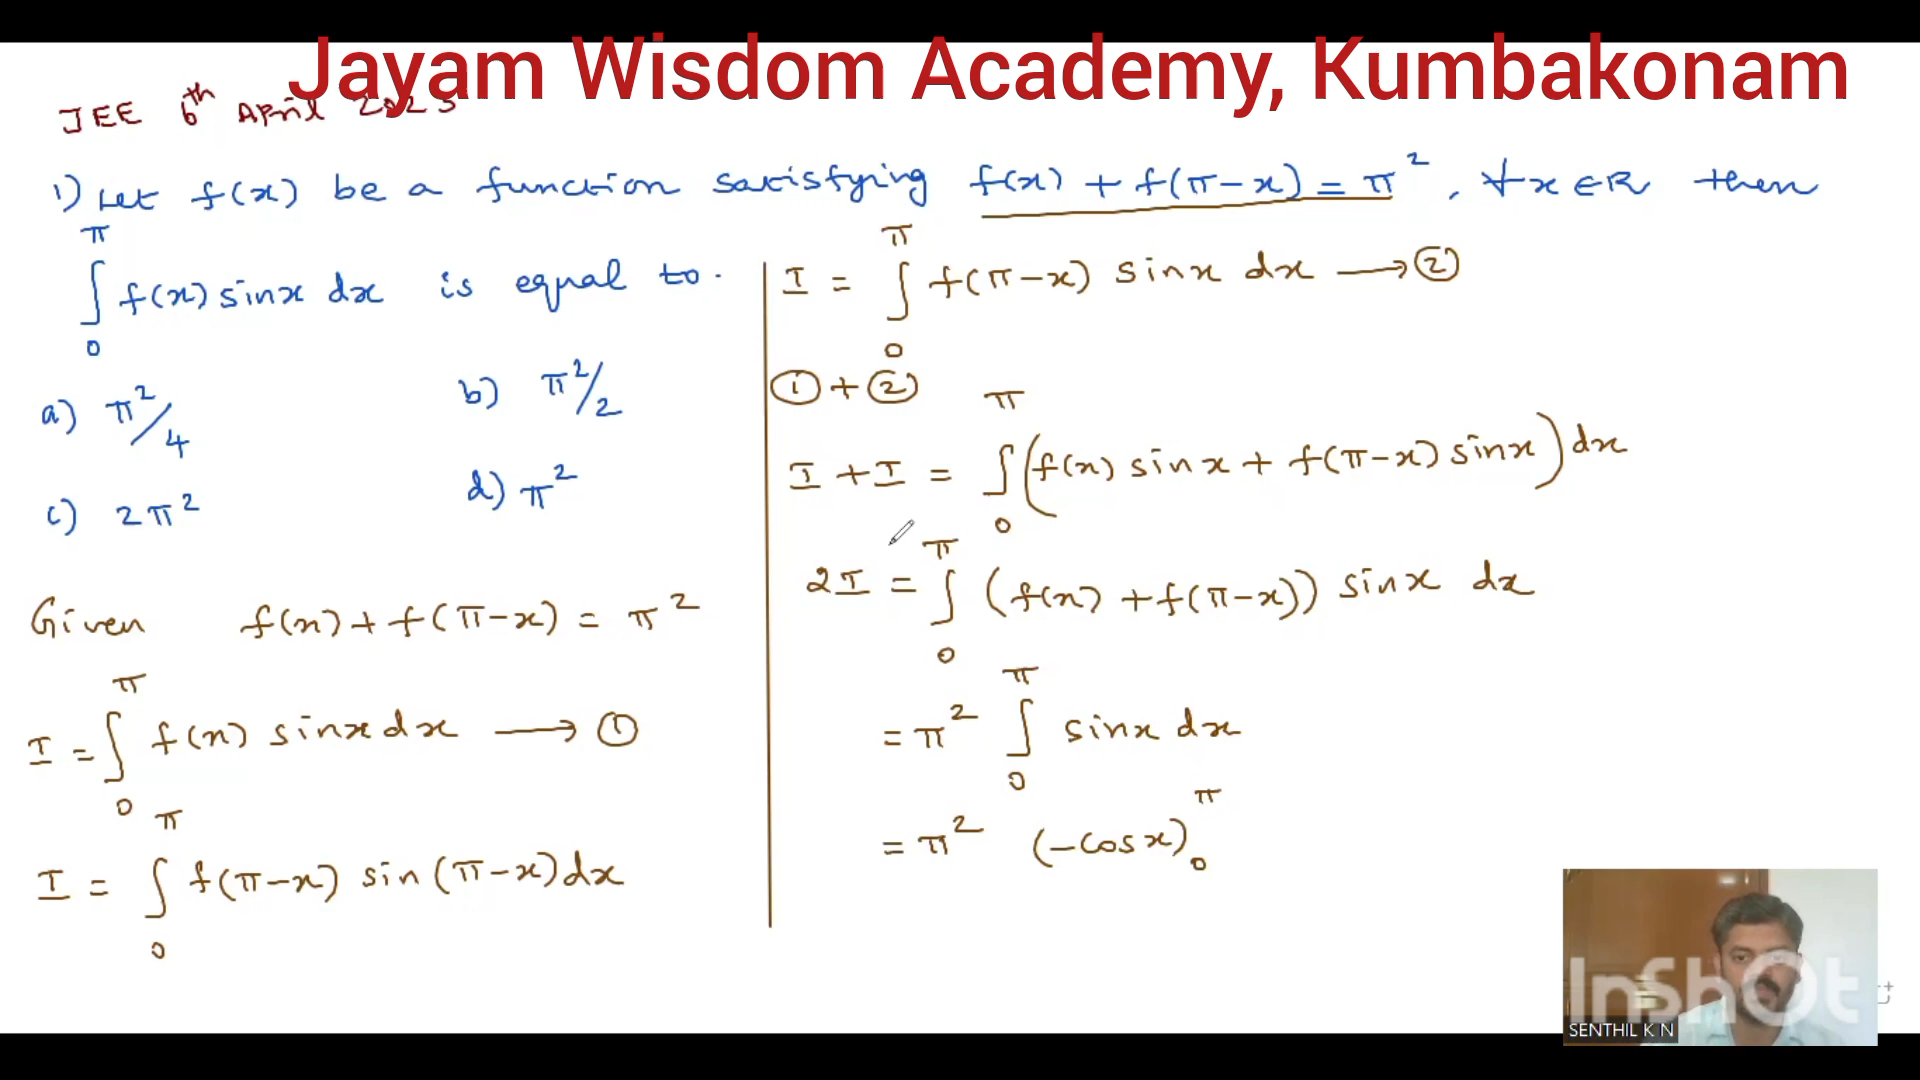 Jayam Wisdom Academy, Kumbakonam
JEE 6th April 2023
1) Let f(x) be a function satisfying f(x) + f(π-x) = π², ∀x∈R then
∫₀^π f(x) sinx dx is equal to.
a) π²/4 b) π²/2
c) 2π² d) π²
Given f(x) + f(π-x) = π²
I = ∫₀^π f(x) sinx dx → ①
I = ∫₀^π f(π-x) sin(π-x) dx
I = ∫₀^π f(π-x) sinx dx → ②
① + ②
I + I = ∫₀^π (f(x) sinx + f(π-x) sinx) dx
2I = ∫₀^π (f(x) + f(π-x)) sinx dx
= π² ∫₀^π sinx dx
= π² (-cosx)₀^π
InShOt
SENTHIL K N